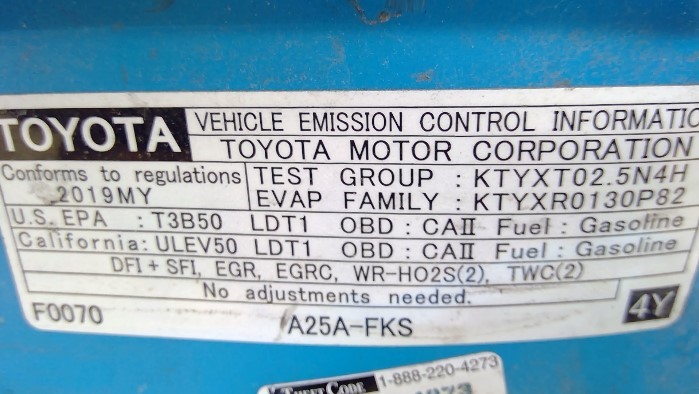 TOYOTA VEHICLE EMISSION CONTROL
TOYOTA MOTOR CORPORATION
Conforms to regulations
2019MY
TEST GROUP : KTYXT02.5N4H
EVAP FAMILY : KTYXR0130P82
U.S. EPA : T3B50 LDT1 OBD : CAII Fuel : Gasoline
California: ULEV50 LDT1 OBD : CAII Fuel : Gasoline
DFI + SFI, EGR, EGRC, WR-HO2S(2), TWC(2)
No adjustments needed.
F0070 A25A-FKS 4Y
THEFT CODE 1-888-220-4273